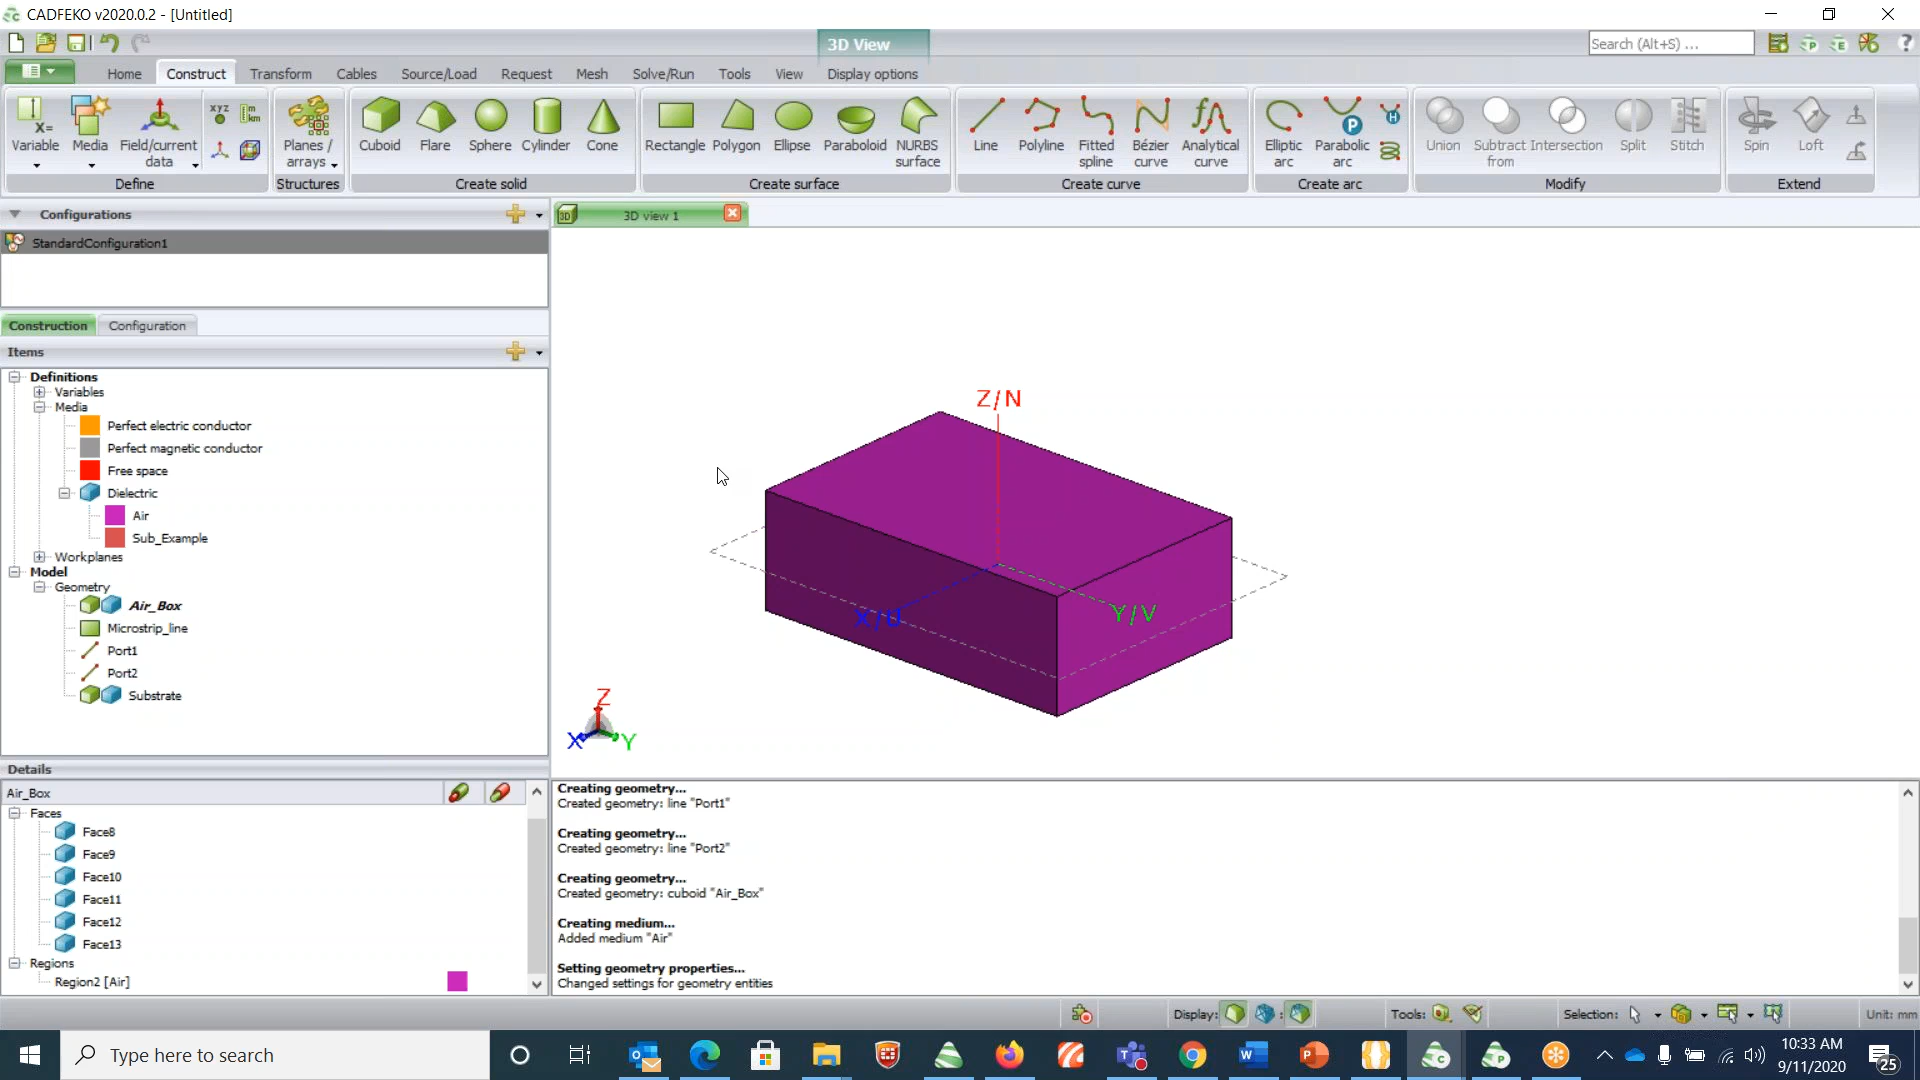 CADFEKO v2020.0.2 - [Untitled]
3D View
Search (Alt+S) ...
Home Construct Transform Cables Source/Load Request Mesh Solve/Run Tools View Display options
X=
xyz
m
km
P
H
Variable Media Field/current data
Planes / arrays
Cuboid Flare Sphere Cylinder Cone
Rectangle Polygon Ellipse Paraboloid NURBS surface
Line Polyline Fitted spline Bézier curve Analytical curve
Elliptic arc Parabolic arc
Union Subtract from Intersection Split Stitch
Spin Loft
Define Structures Create solid Create surface Create curve Create arc Modify Extend
Configurations
3D 3D view 1
StandardConfiguration1
Construction Configuration
Items
Definitions
Variables
Media
Perfect electric conductor
Perfect magnetic conductor
Free space
Dielectric
Air
Sub_Example
Workplanes
Model
Geometry
Air_Box
Microstrip_line
Port1
Port2
Substrate
Z/N
X/U
Y/V
Z
X
Y
Details
Air_Box
Faces
Face8
Face9
Face10
Face11
Face12
Face13
Regions
Region2 [Air]
Creating geometry...
Created geometry: line "Port1"
Creating geometry...
Created geometry: line "Port2"
Creating geometry...
Created geometry: cuboid "Air_Box"
Creating medium...
Added medium "Air"
Setting geometry properties...
Changed settings for geometry entities
Display: : Tools: Selection: Unit: mm
Type here to search
10:33 AM
9/11/2020
25